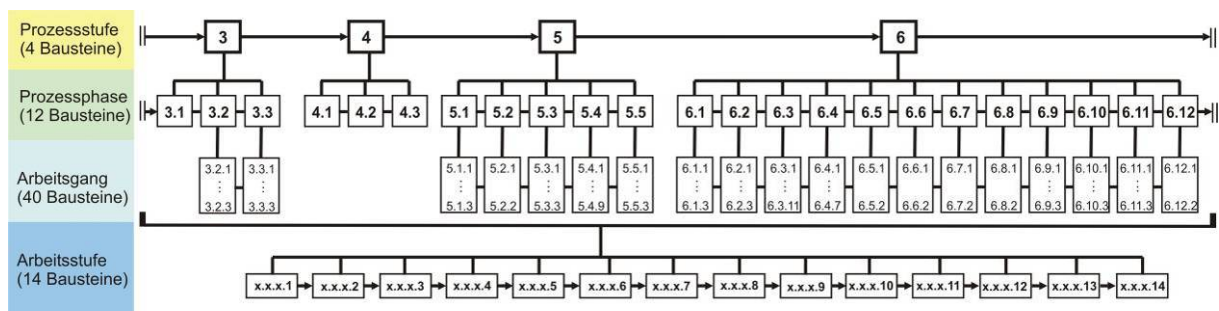 Prozessstufe
(4 Bausteine)
3 4 5 6
Prozessphase
(12 Bausteine)
3.1 3.2 3.3 4.1 4.2 4.3 5.1 5.2 5.3 5.4 5.5 6.1 6.2 6.3 6.4 6.5 6.6 6.7 6.8 6.9 6.10 6.11 6.12
Arbeitsgang
(40 Bausteine)
3.2.1 3.3.1 5.1.1 5.2.1 5.3.1 5.4.1 5.5.1 6.1.1 6.2.1 6.3.1 6.4.1 6.5.1 6.6.1 6.7.1 6.8.1 6.9.1 6.10.1 6.11.1 6.12.1
3.2.3 3.3.3 5.1.3 5.2.2 5.3.3 5.4.9 5.5.3 6.1.3 6.2.3 6.3.11 6.4.7 6.5.2 6.6.2 6.7.2 6.8.2 6.9.3 6.10.3 6.11.3 6.12.2
Arbeitsstufe
(14 Bausteine)
x.x.x.1 x.x.x.2 x.x.x.3 x.x.x.4 x.x.x.5 x.x.x.6 x.x.x.7 x.x.x.8 x.x.x.9 x.x.x.10 x.x.x.11 x.x.x.12 x.x.x.13 x.x.x.14